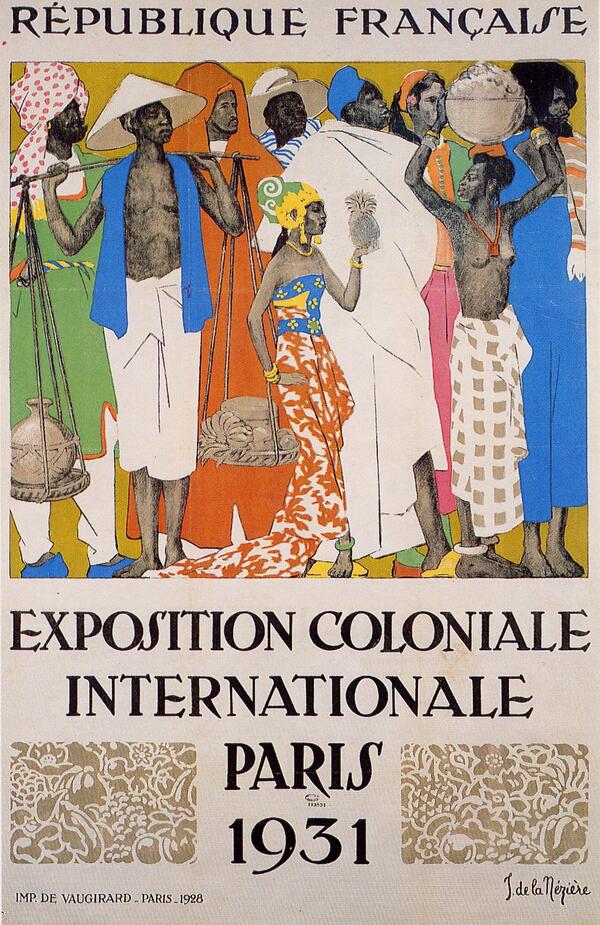 RÉPUBLIQUE FRANÇAISE
EXPOSITION COLONIALE
INTERNATIONALE
PARIS
1931
IMP. DE VAUGIRARD - PARIS - 1928
J. de la Nézière